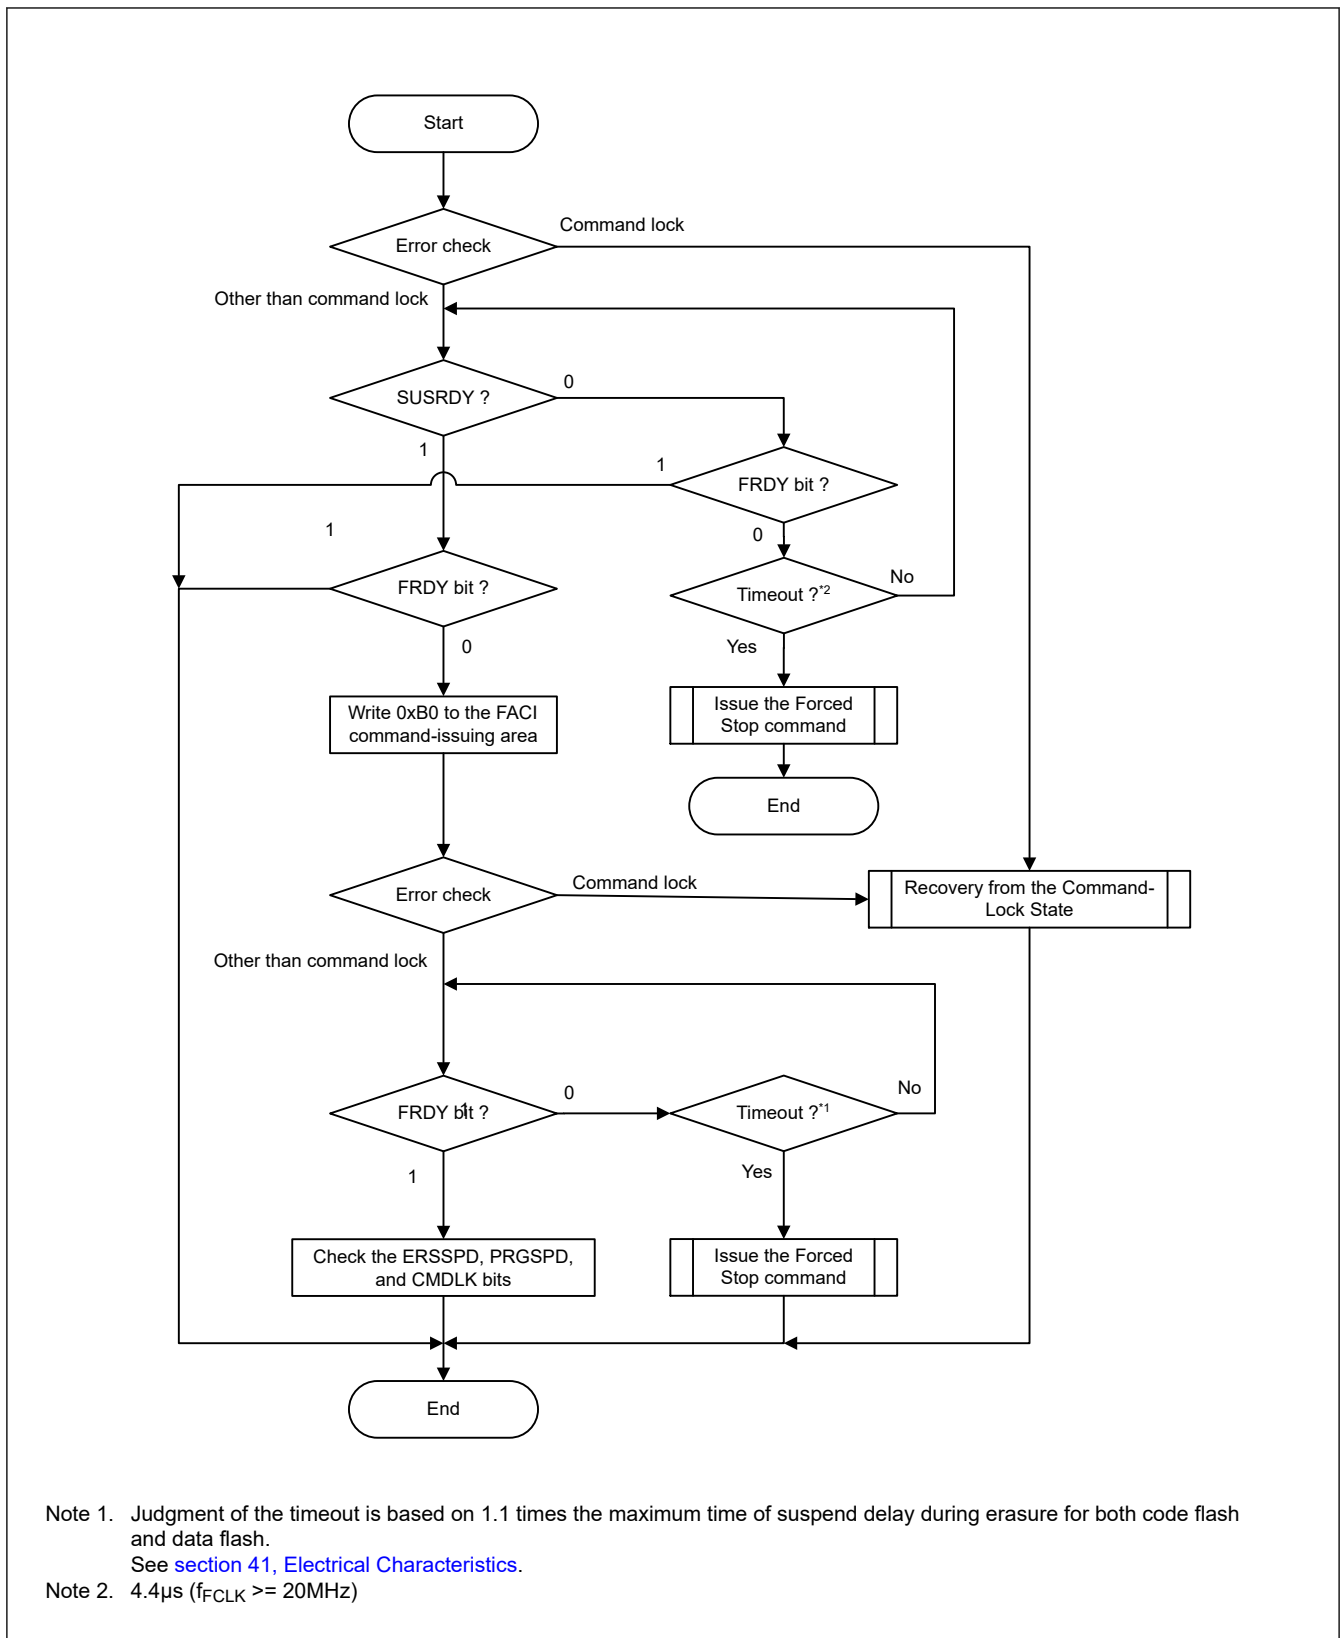 Start
Error check
Command lock
Other than command lock
SUSRDY ?
0
1
1
FRDY bit ?
1
0
FRDY bit ?
Timeout ?*2
No
0
Yes
Write 0xB0 to the FACI
command-issuing area
Issue the Forced
Stop command
End
Error check
Command lock
Recovery from the Command-
Lock State
Other than command lock
FRDY bit ?
1
0
Timeout ?*1
No
1
Yes
Check the ERSSPD, PRGSPD,
and CMDLK bits
Issue the Forced
Stop command
End
Note 1. Judgment of the timeout is based on 1.1 times the maximum time of suspend delay during erasure for both code flash
and data flash.
See section 41, Electrical Characteristics.
Note 2. 4.4µs (fFCLK >= 20MHz)